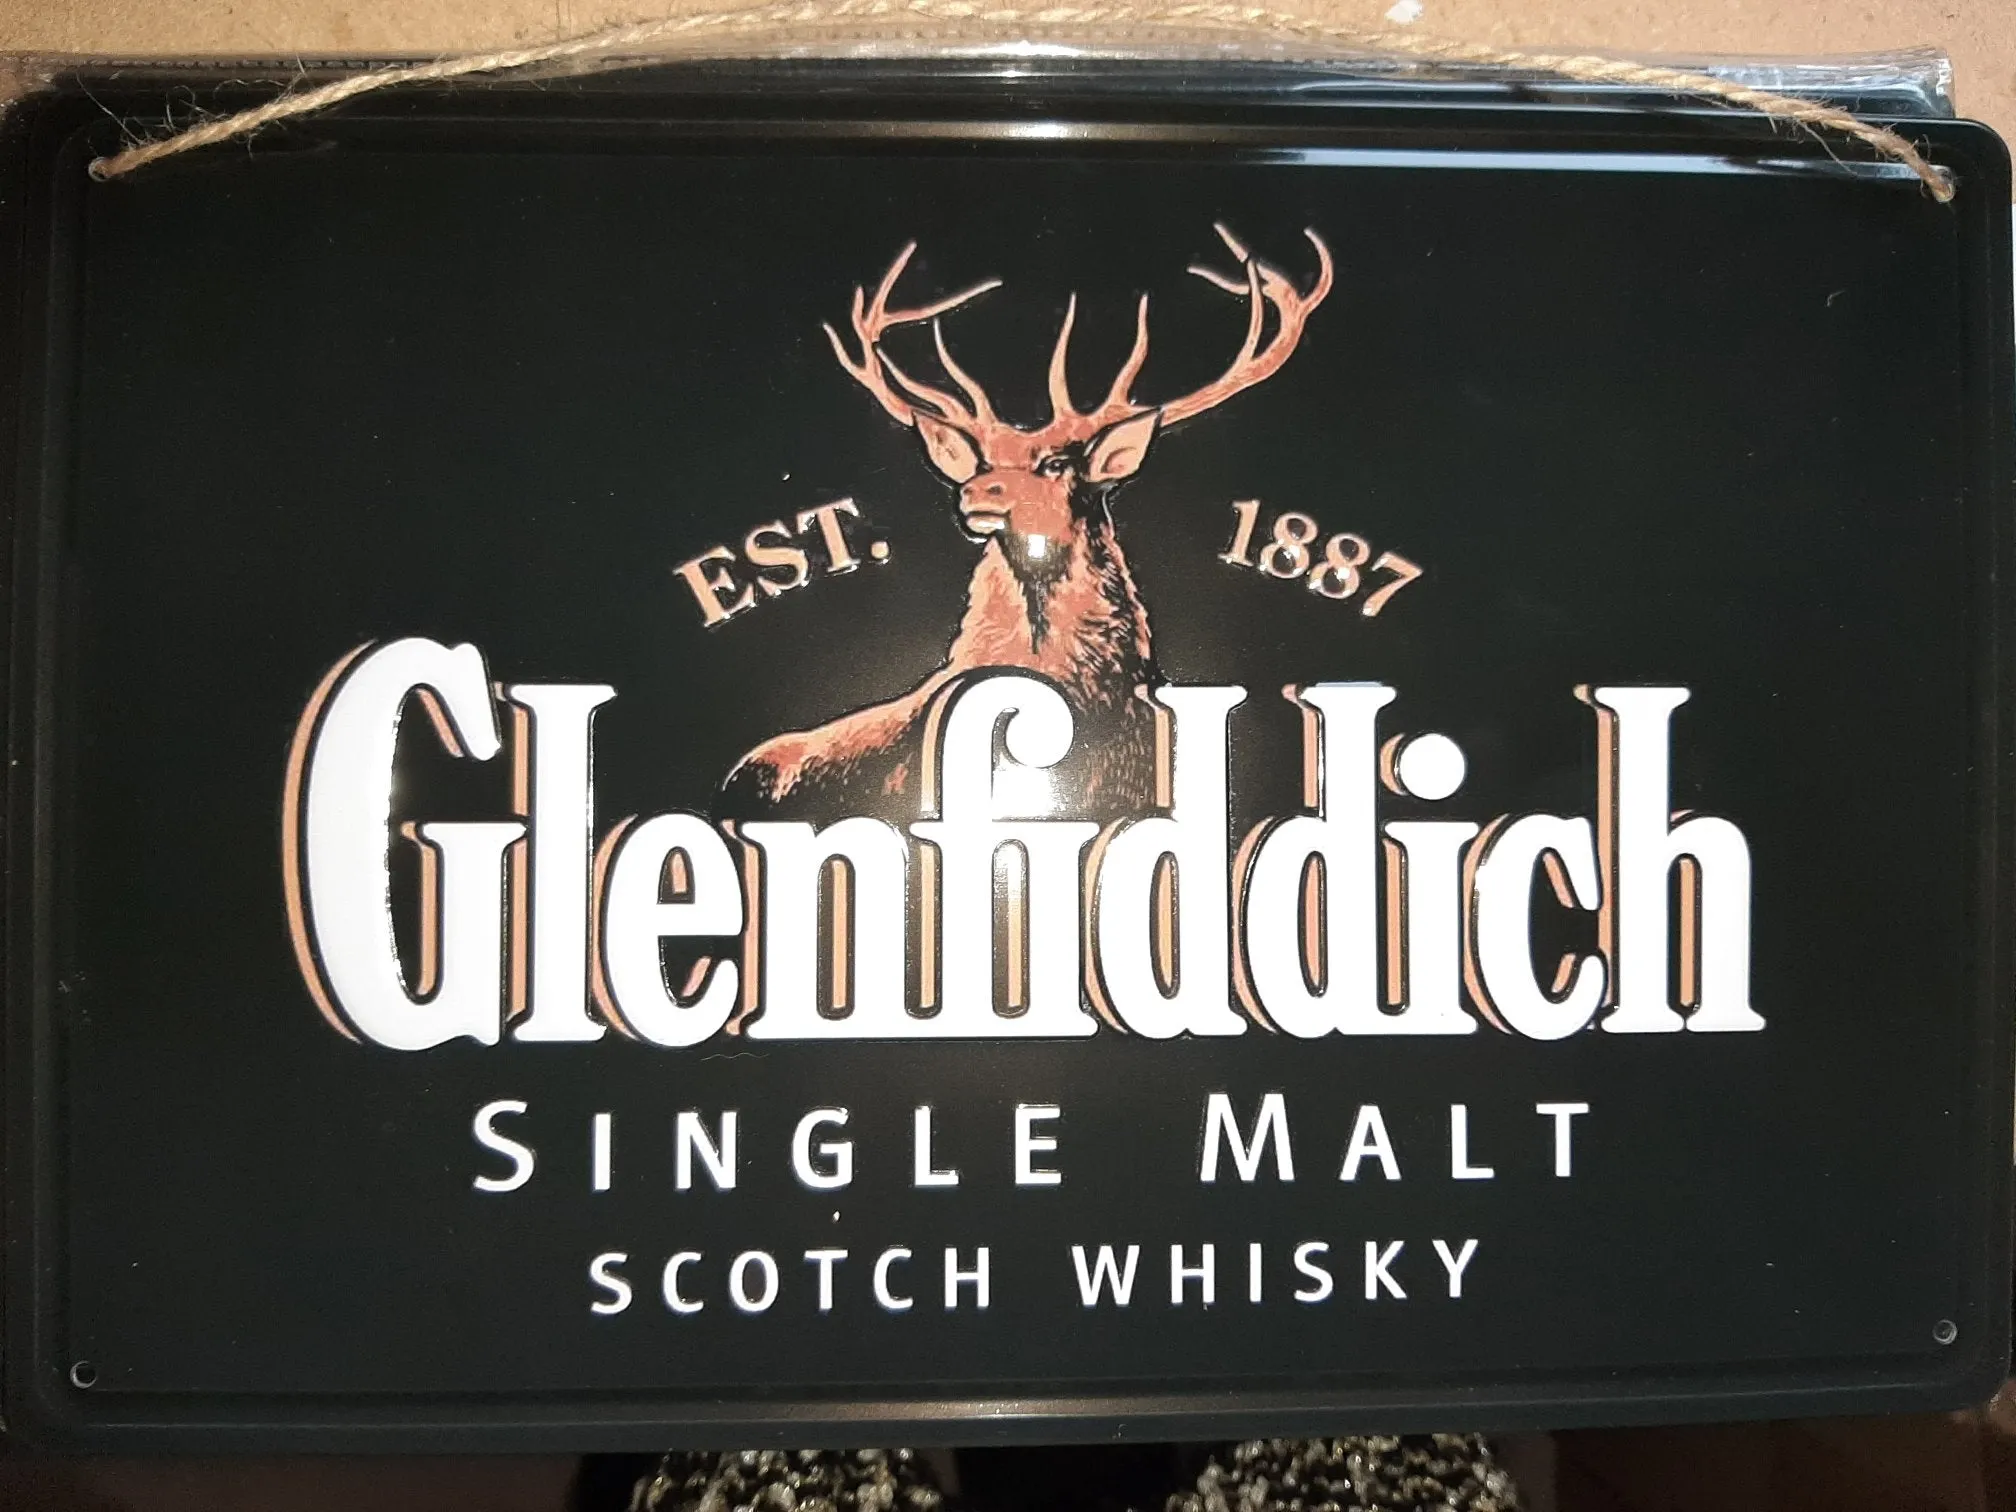 EST. 1887
Glenfiddich
SINGLE MALT
SCOTCH WHISKY